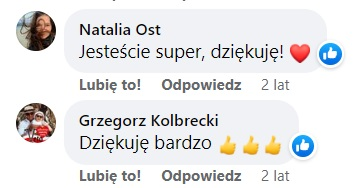 Natalia Ost
Jesteście super, dziękuję! ❤️
Lubię to! Odpowiedz 2 lat
Grzegorz Kolbrecki
Dziękuję bardzo 👍👍👍
Lubię to! Odpowiedz 2 lat